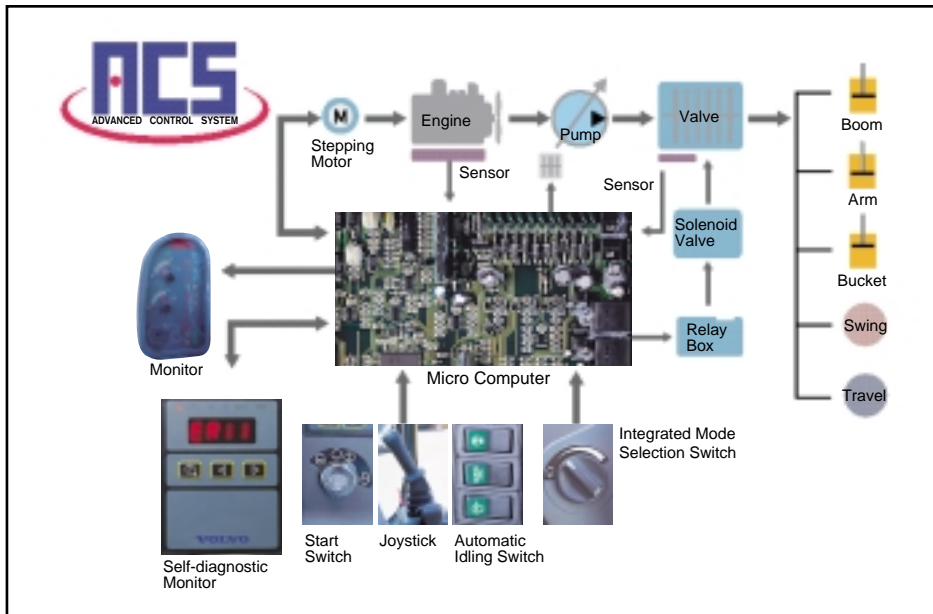 ACS
ADVANCED CONTROL SYSTEM
M
Stepping
Motor
Engine
Sensor
Pump
Valve
Sensor
Solenoid
Valve
Relay
Box
Boom
Arm
Bucket
Swing
Travel
Monitor
Micro Computer
Self-diagnostic
Monitor
VOLVO
Start
Switch
Joystick
Automatic
Idling Switch
Integrated Mode
Selection Switch